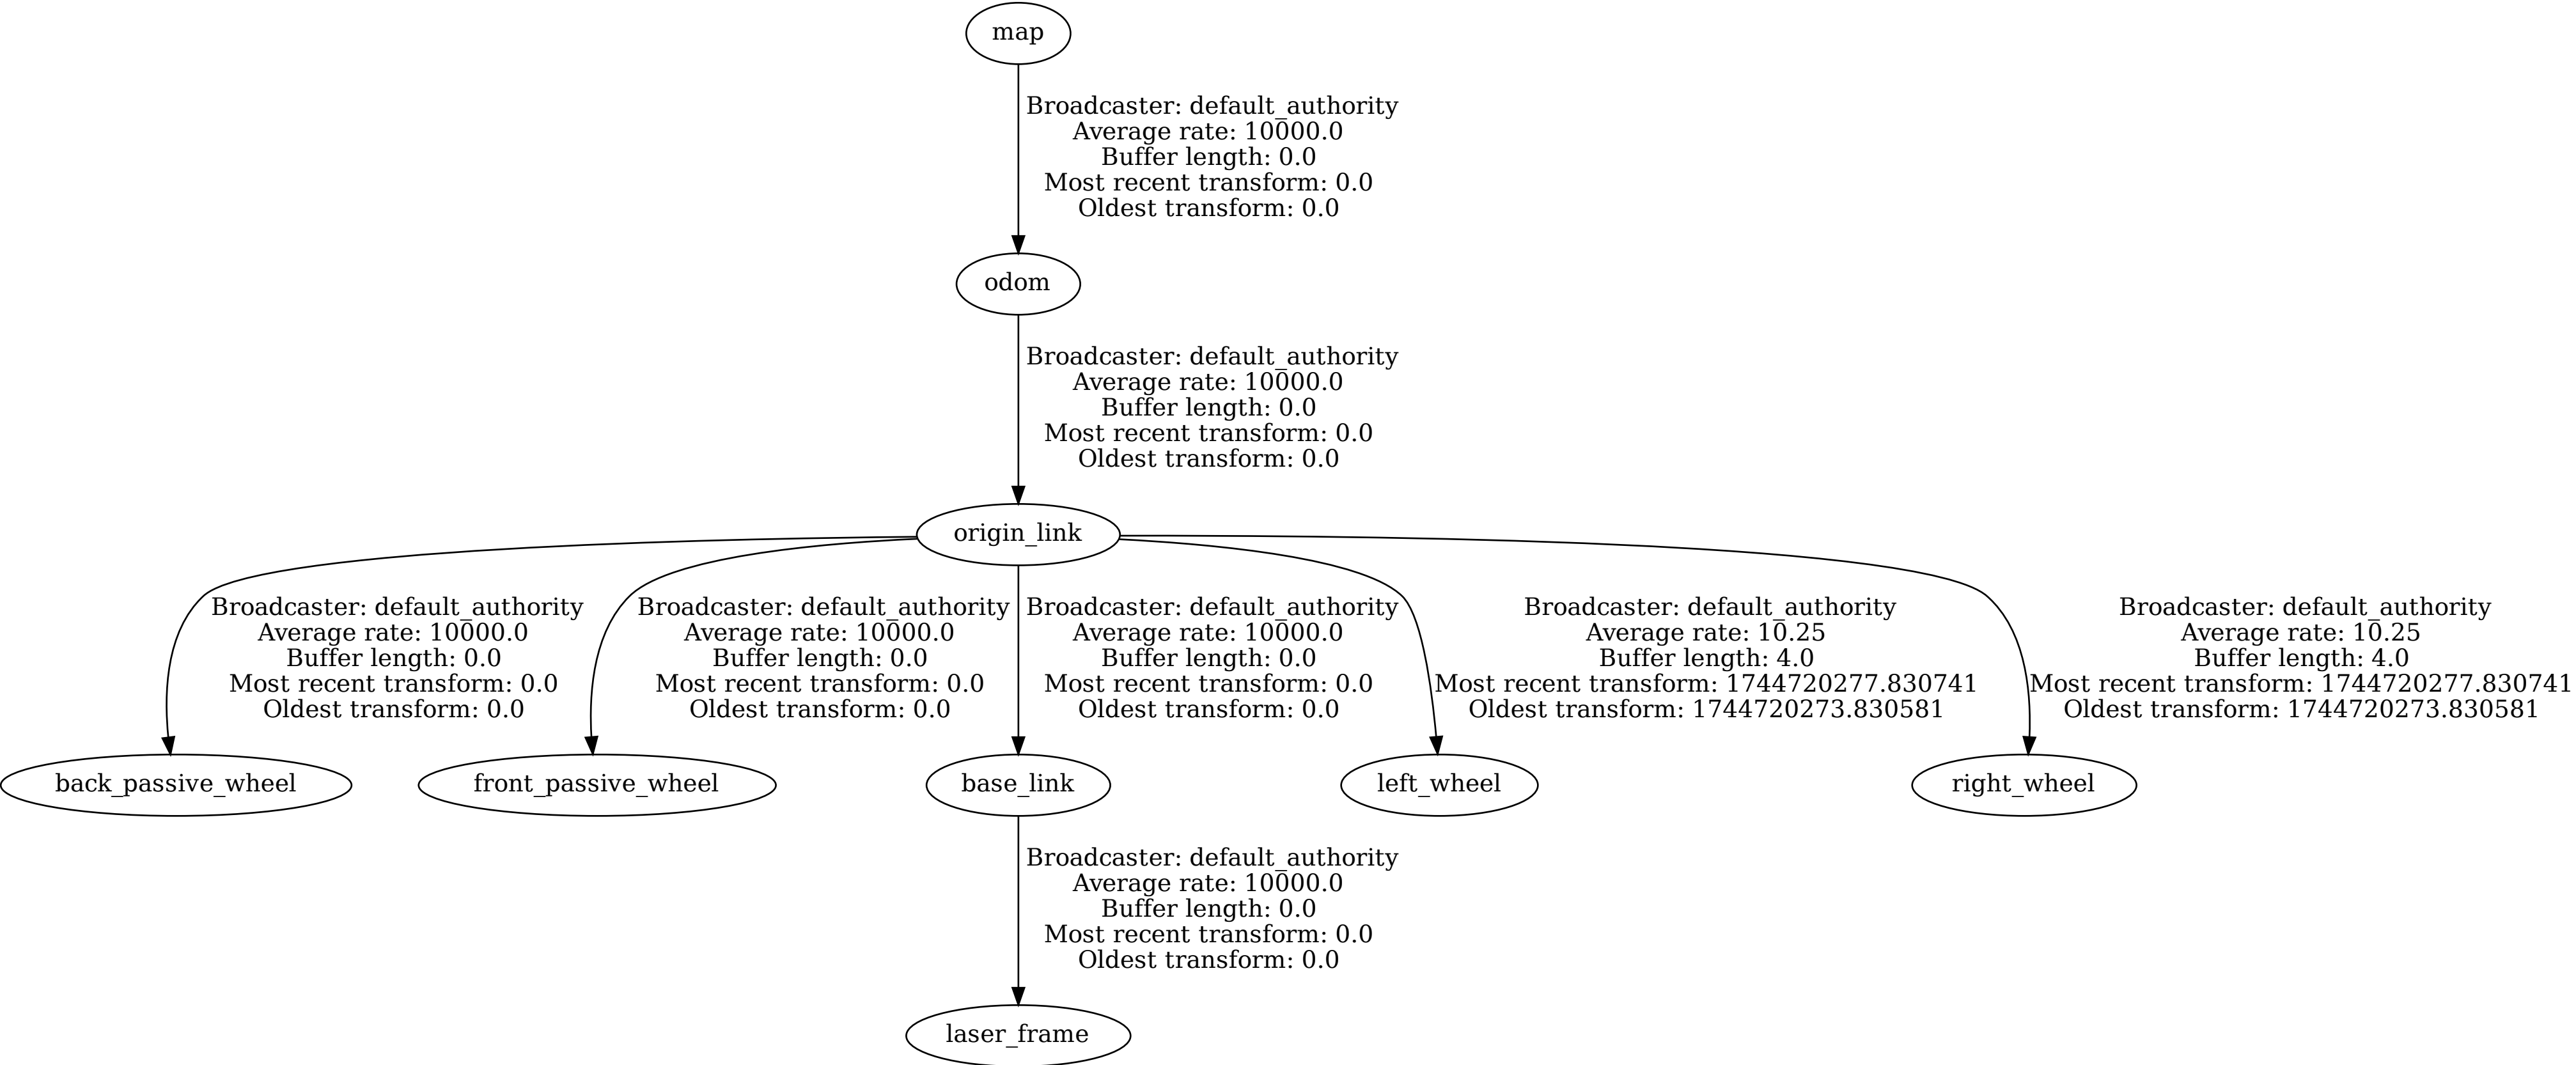 map
Broadcaster: default_authority
Average rate: 10000.0
Buffer length: 0.0
Most recent transform: 0.0
Oldest transform: 0.0
odom
Broadcaster: default_authority
Average rate: 10000.0
Buffer length: 0.0
Most recent transform: 0.0
Oldest transform: 0.0
origin_link
Broadcaster: default_authority
Average rate: 10000.0
Buffer length: 0.0
Most recent transform: 0.0
Oldest transform: 0.0
Broadcaster: default_authority
Average rate: 10000.0
Buffer length: 0.0
Most recent transform: 0.0
Oldest transform: 0.0
Broadcaster: default_authority
Average rate: 10000.0
Buffer length: 0.0
Most recent transform: 0.0
Oldest transform: 0.0
Broadcaster: default_authority
Average rate: 10.25
Buffer length: 4.0
Most recent transform: 1744720277.830741
Oldest transform: 1744720273.830581
Broadcaster: default_authority
Average rate: 10.25
Buffer length: 4.0
Most recent transform: 1744720277.830741
Oldest transform: 1744720273.830581
back_passive_wheel
front_passive_wheel
base_link
left_wheel
right_wheel
Broadcaster: default_authority
Average rate: 10000.0
Buffer length: 0.0
Most recent transform: 0.0
Oldest transform: 0.0
laser_frame